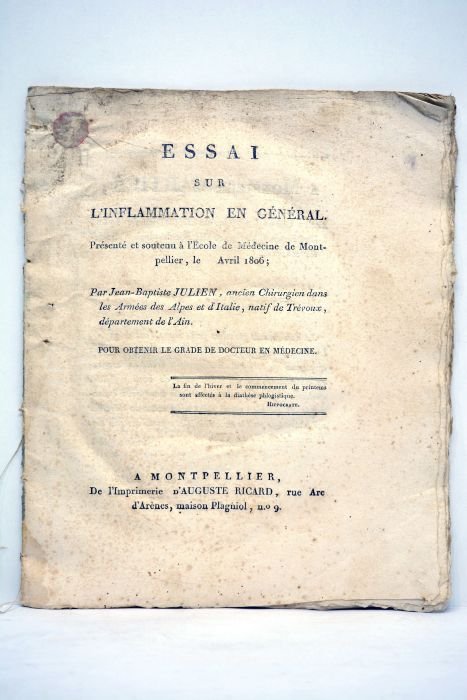 ESSAI
SUR
L'INFLAMMATION EN GÉNÉRAL.
Présenté et soutenu à l'École de Médecine de Mont-
pellier, le Avril 1806;
Par Jean-Baptiste JULIEN, ancien Chirurgien dans
les Armées des Alpes et d'Italie, natif de Trévoux,
département de l'Ain.
POUR OBTENIR LE GRADE DE DOCTEUR EN MÉDECINE.
La fin de l'hiver et le commencement du printems
sont affectés à la diathèse phlogistique.
HIPPOCRATE.
A MONTPELLIER,
De l'Imprimerie D'AUGUSTE RICARD, rue Arc
d'Arènes, maison Plagniol, n.o 9.